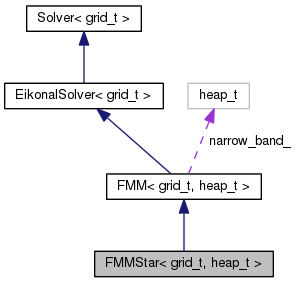 Solver< grid_t >
EikonalSolver< grid_t >
heap_t
narrow_band_
FMM< grid_t, heap_t >
FMMStar< grid_t, heap_t >